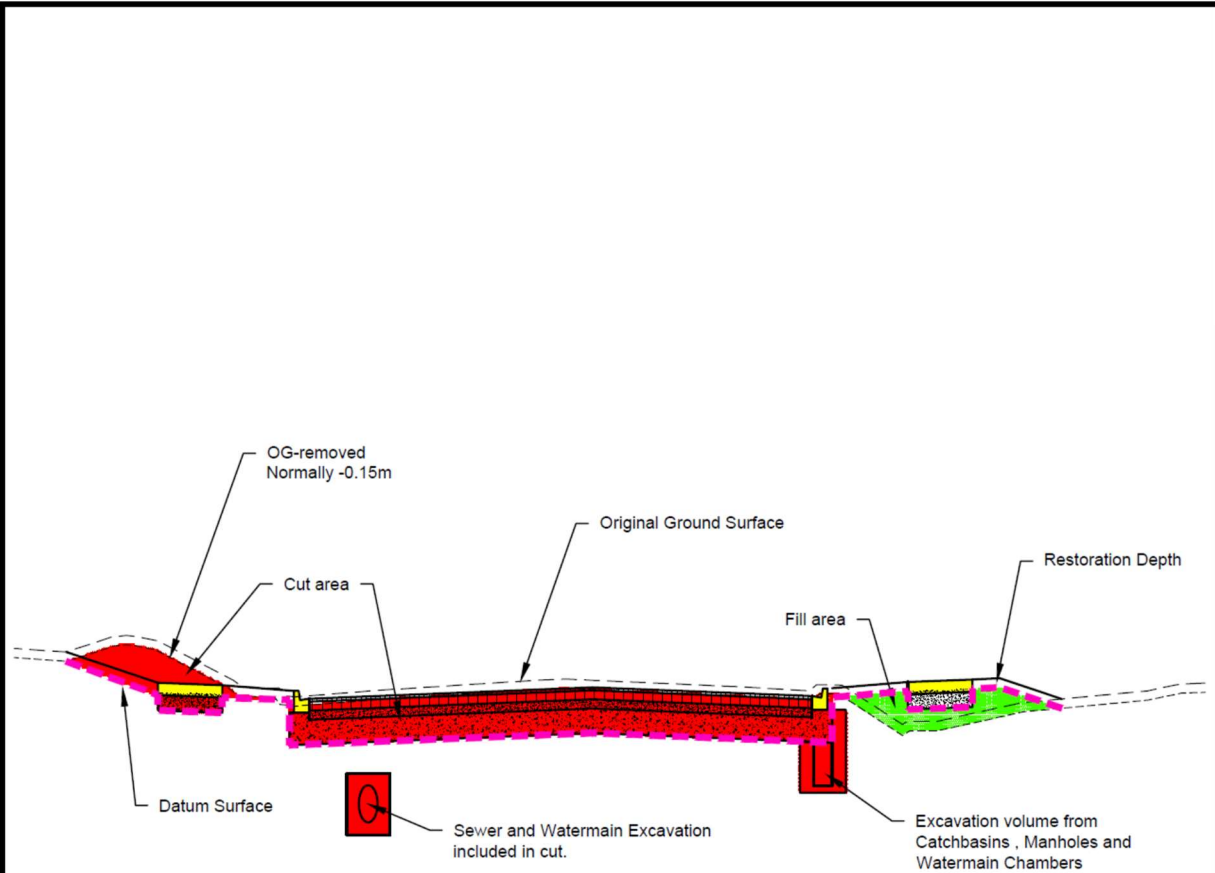 OG-removed
Normally -0.15m
Original Ground Surface
Restoration Depth
Cut area
Fill area
Datum Surface
Sewer and Watermain Excavation
included in cut.
Excavation volume from
Catchbasins , Manholes and
Watermain Chambers